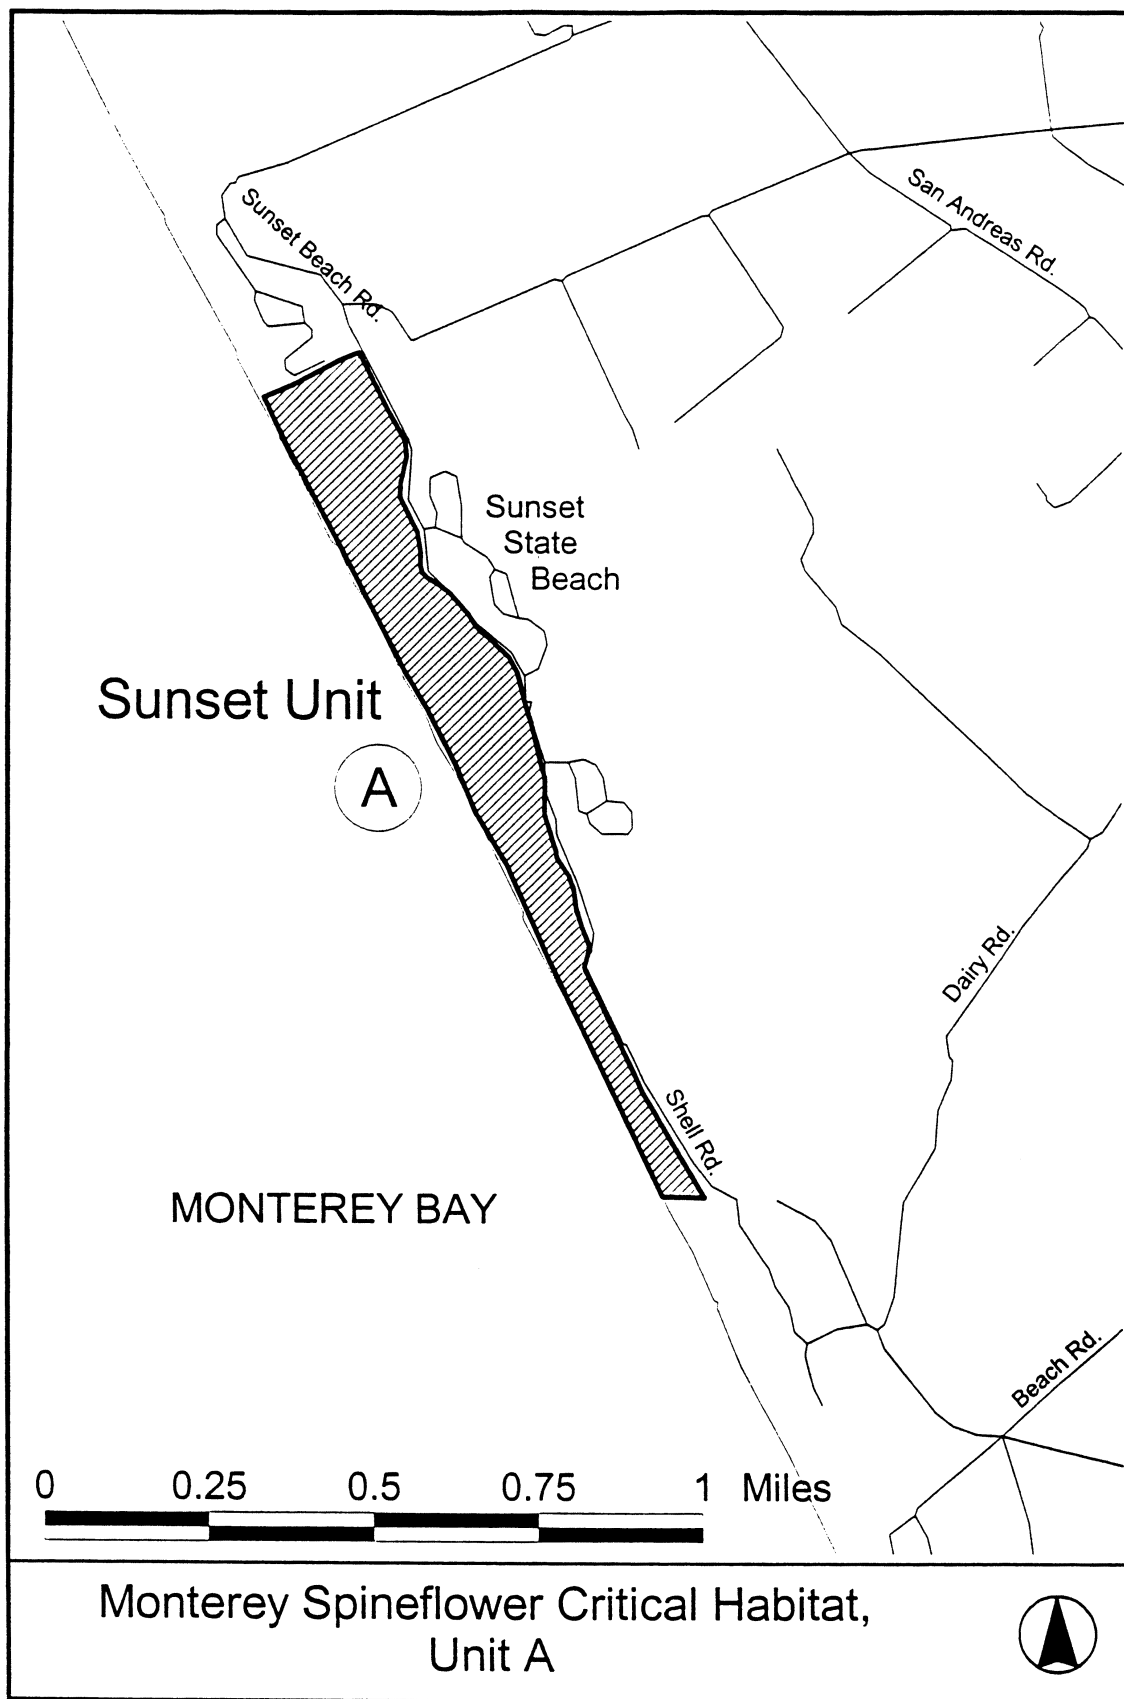 Sunset Beach Rd.
San Andreas Rd.
Sunset
State
Beach
Sunset Unit
A
Dairy Rd.
Shell Rd.
MONTEREY BAY
Beach Rd.
0 0.25 0.5 0.75 1 Miles
Monterey Spineflower Critical Habitat,
Unit A